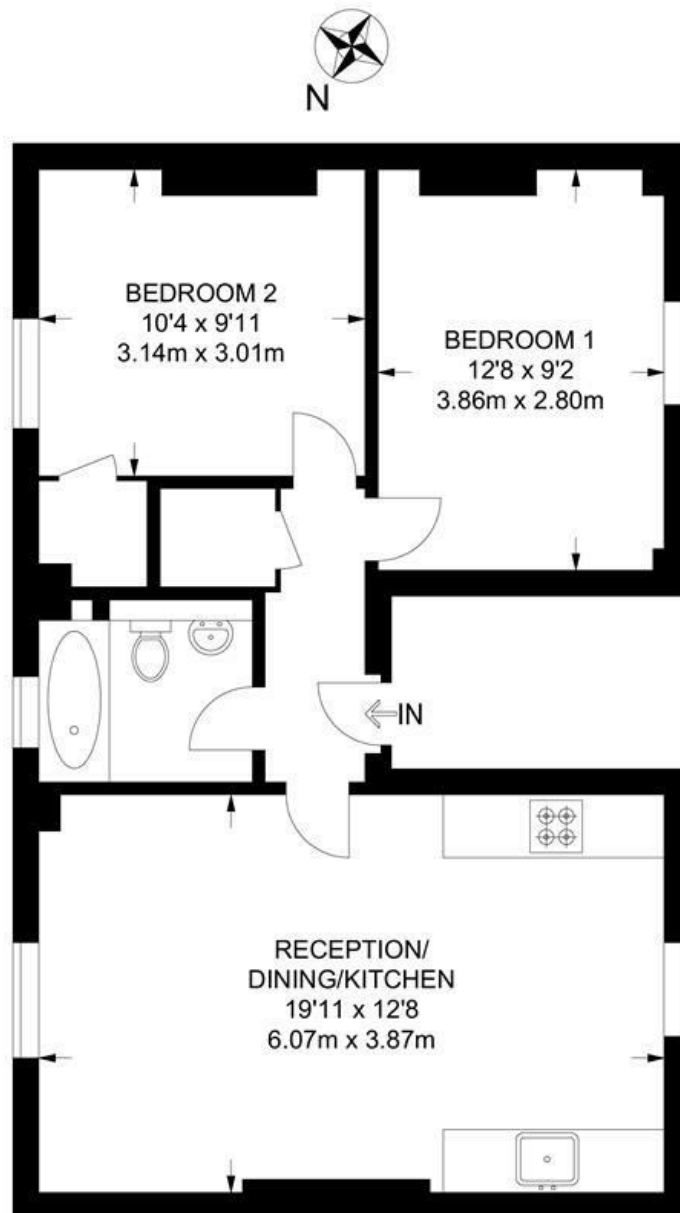 N
BEDROOM 2
10'4 x 9'11
3.14m x 3.01m
BEDROOM 1
12'8 x 9'2
3.86m x 2.80m
IN
RECEPTION/
DINING/KITCHEN
19'11 x 12'8
6.07m x 3.87m